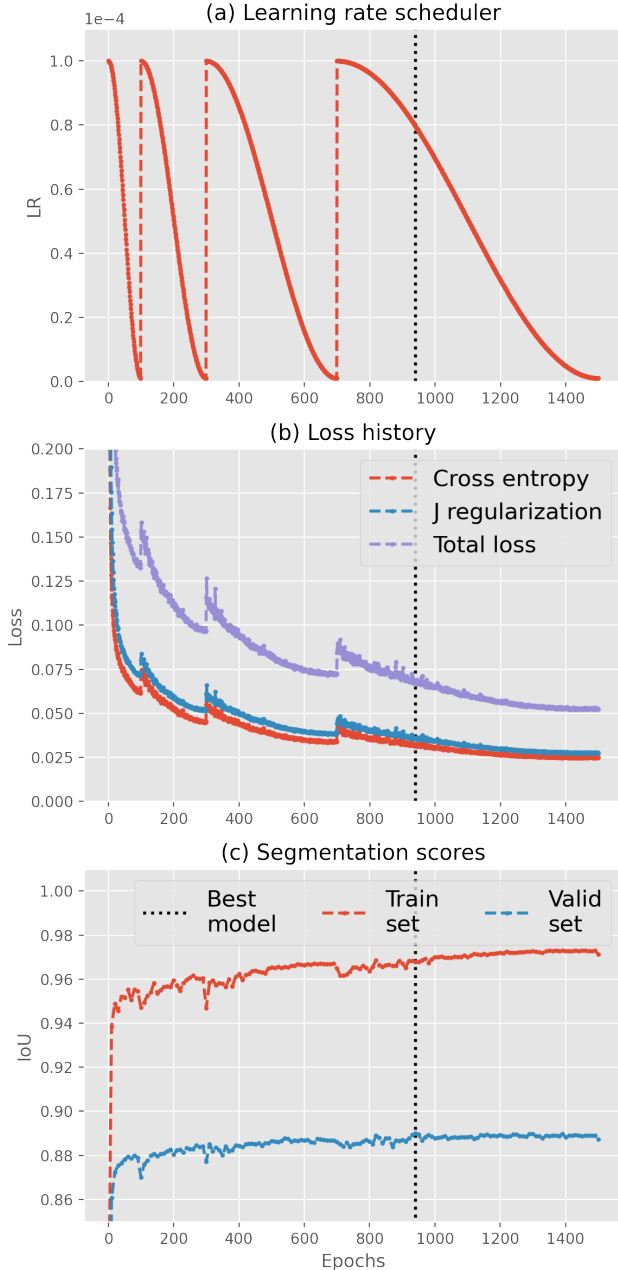 (a) Learning rate scheduler
1e−4
1.0
0.8
0.6
0.4
0.2
0.0
LR
0 200 400 600 800 1000 1200 1400
(b) Loss history
0.200
0.175
0.150
0.125
0.100
0.075
0.050
0.025
0.000
Loss
Cross entropy
J regularization
Total loss
0 200 400 600 800 1000 1200 1400
(c) Segmentation scores
1.00
0.98
0.96
0.94
0.92
0.90
0.88
0.86
IoU
Best model
Train set
Valid set
0 200 400 600 800 1000 1200 1400
Epochs